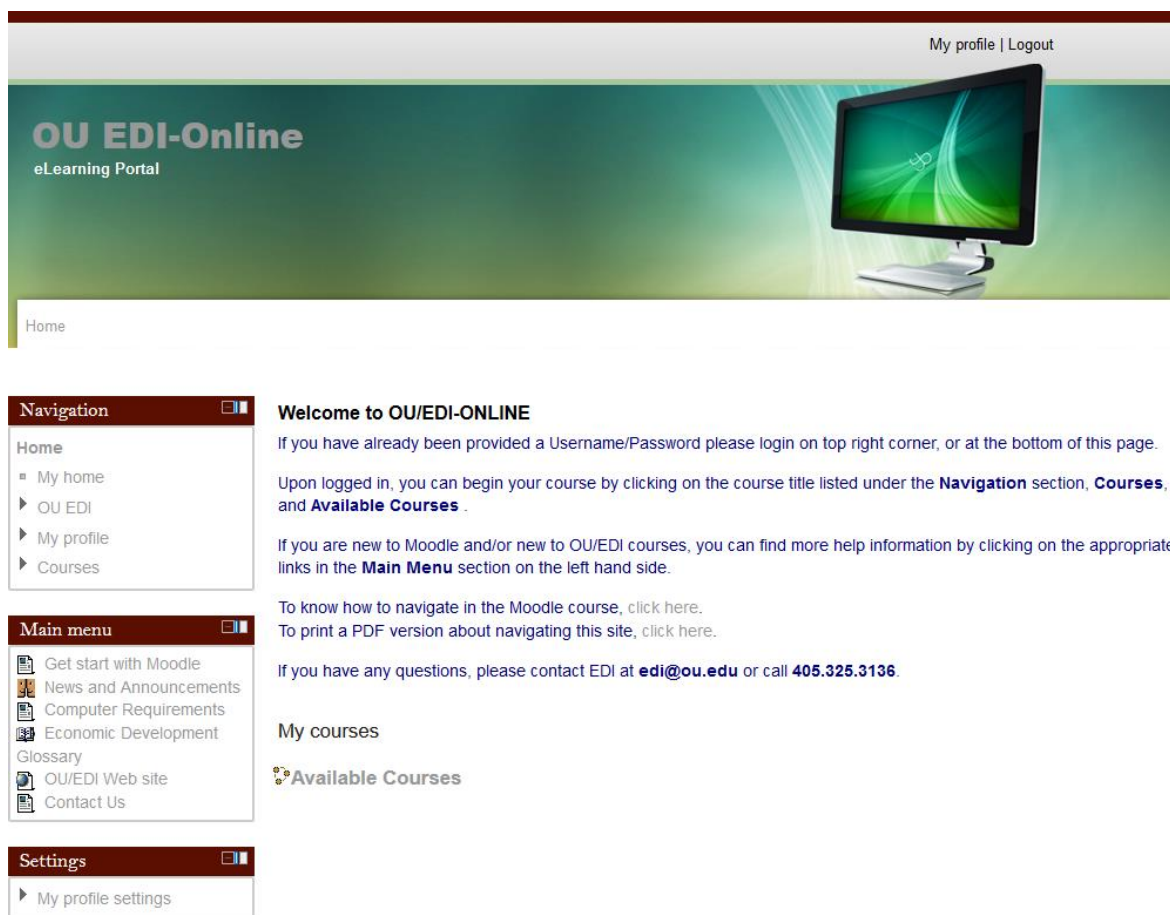 My profile | Logout
OU EDI-Online
eLearning Portal
Home
Navigation
Home
My home
OU EDI
My profile
Courses
Main menu
Get start with Moodle
News and Announcements
Computer Requirements
Economic Development
Glossary
OU/EDI Web site
Contact Us
Settings
My profile settings
Welcome to OU/EDI-ONLINE
If you have already been provided a Username/Password please login on top right corner, or at the bottom of this page.
Upon logged in, you can begin your course by clicking on the course title listed under the Navigation section, Courses,
and Available Courses .
If you are new to Moodle and/or new to OU/EDI courses, you can find more help information by clicking on the appropriate
links in the Main Menu section on the left hand side.
To know how to navigate in the Moodle course, click here.
To print a PDF version about navigating this site, click here.
If you have any questions, please contact EDI at edi@ou.edu or call 405.325.3136.
My courses
Available Courses